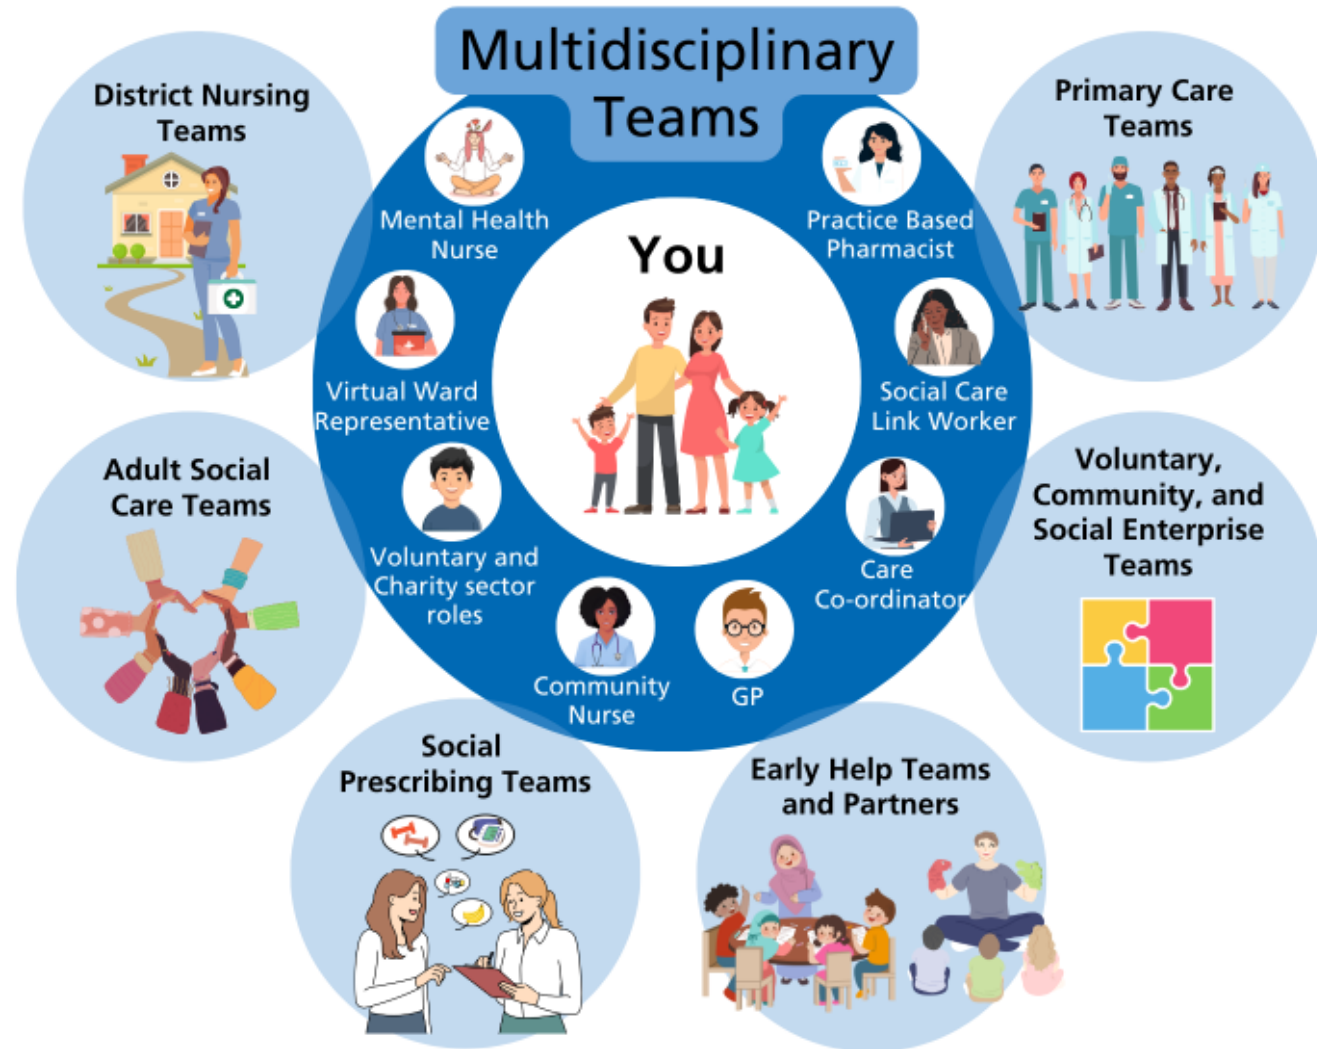 Multidisciplinary
Teams
District Nursing
Teams
Primary Care
Teams
Mental Health
Nurse
Practice Based
Pharmacist
You
Virtual Ward
Representative
Social Care
Link Worker
Adult Social
Care Teams
Voluntary,
Community, and
Social Enterprise
Teams
Voluntary and
Charity sector
roles
Care
Co-ordinator
Community
Nurse
GP
Social
Prescribing Teams
Early Help Teams
and Partners